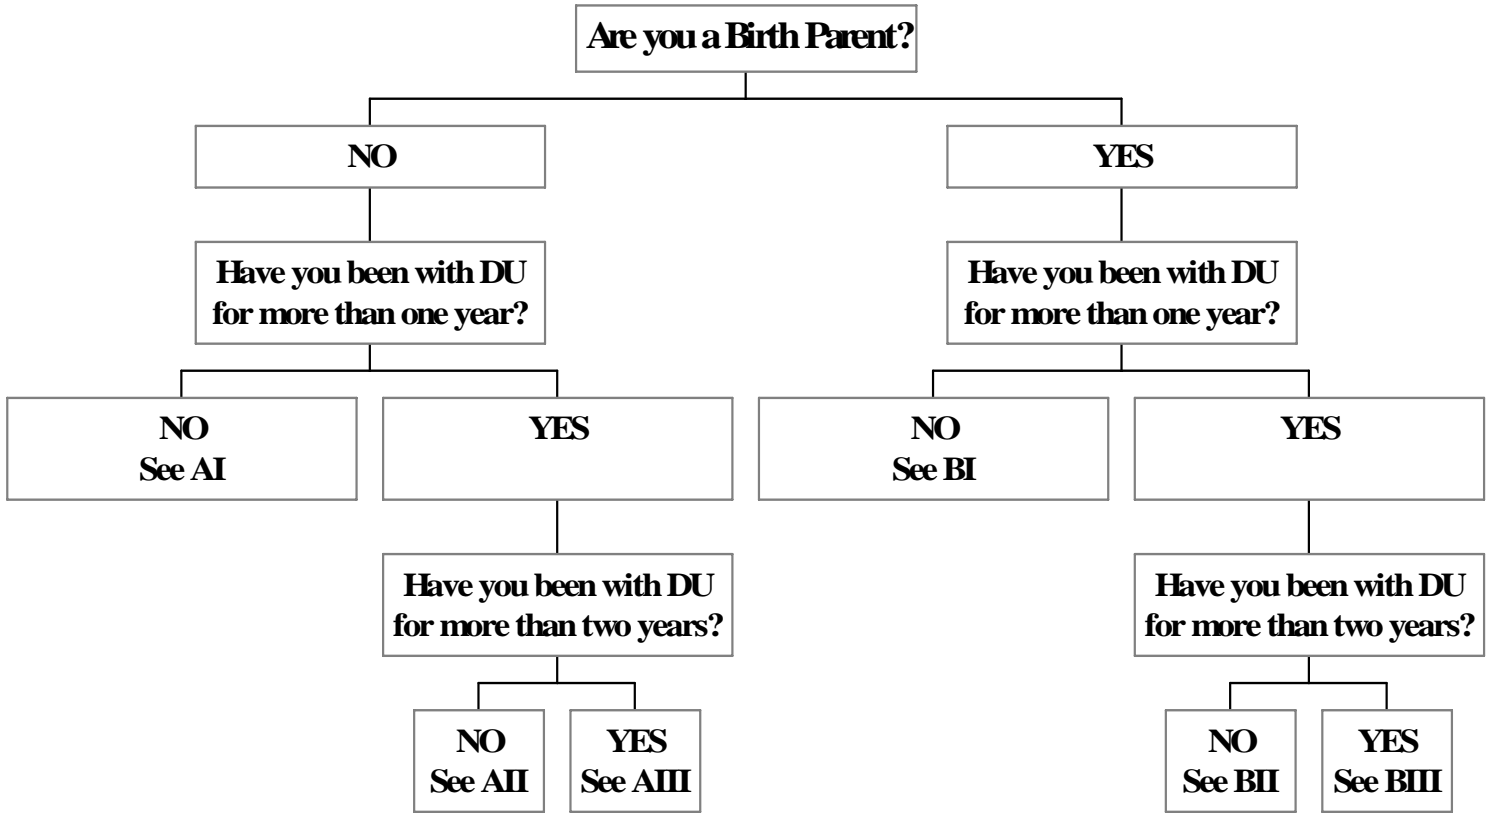 Are you a Birth Parent?
NO
YES
Have you been with DU
for more than one year?
Have you been with DU
for more than one year?
NO
See AI
YES
NO
See BI
YES
Have you been with DU
for more than two years?
Have you been with DU
for more than two years?
NO
See AII
YES
See AIII
NO
See BII
YES
See BIII